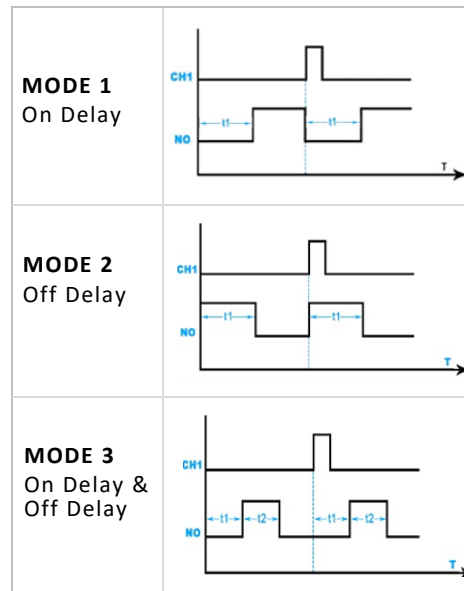 MODE 1
On Delay
CH1
t1
t1
NO
T
MODE 2
Off Delay
CH1
t1
t1
NO
T
MODE 3
On Delay &
Off Delay
CH1
t1
t2
t1
t2
NO
T